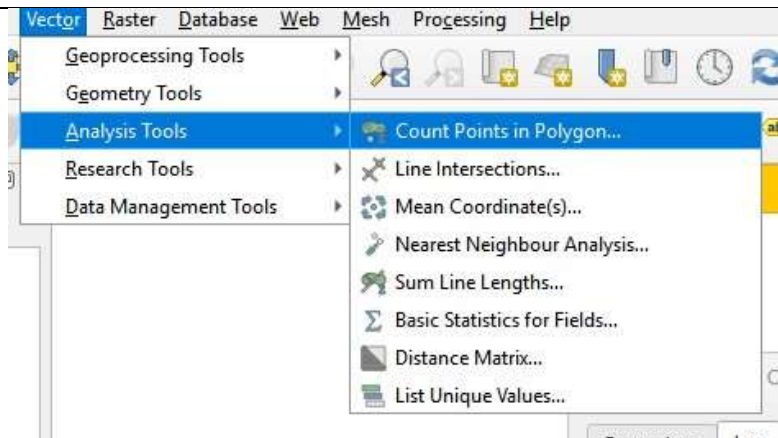 Vector Raster Database Web Mesh Processing Help
Geoprocessing Tools
Geometry Tools
Analysis Tools
Research Tools
Data Management Tools
Count Points in Polygon...
Line Intersections...
Mean Coordinate(s)...
Nearest Neighbour Analysis...
Sum Line Lengths...
Basic Statistics for Fields...
Distance Matrix...
List Unique Values...